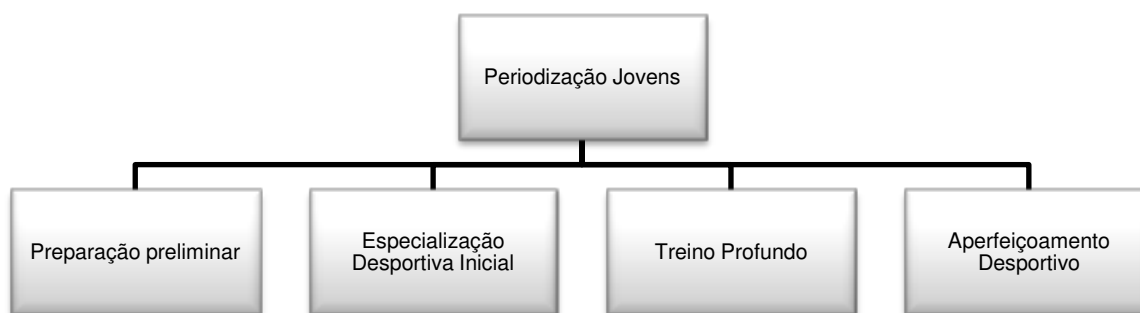 Periodização Jovens
Preparação preliminar
Especialização
Desportiva Inicial
Treino Profundo
Aperfeiçoamento
Desportivo